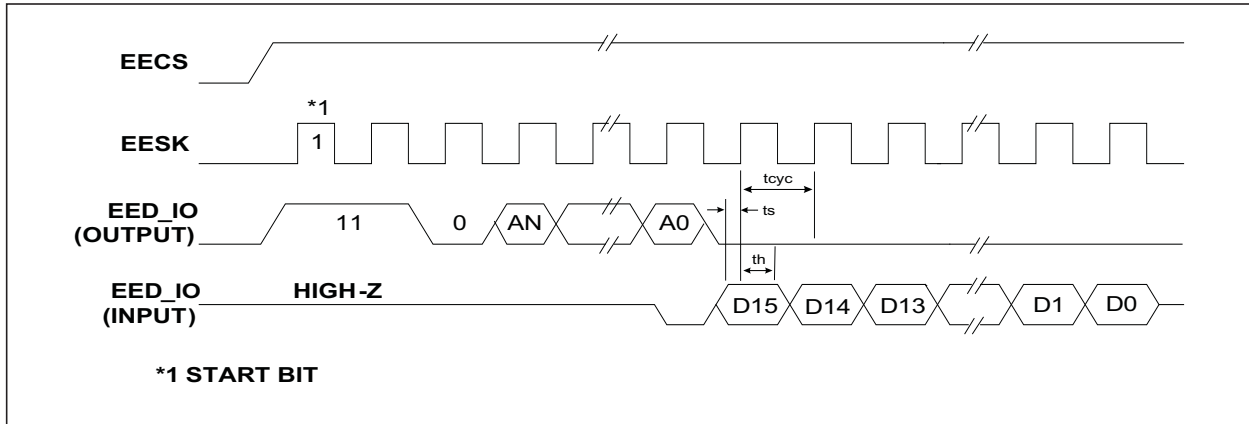 EECS
*1
EESK
1
tcyc
ts
EED_IO
(OUTPUT)
11
0
AN
A0
th
EED_IO
(INPUT)
HIGH-Z
D15
D14
D13
D1
D0
*1 START BIT